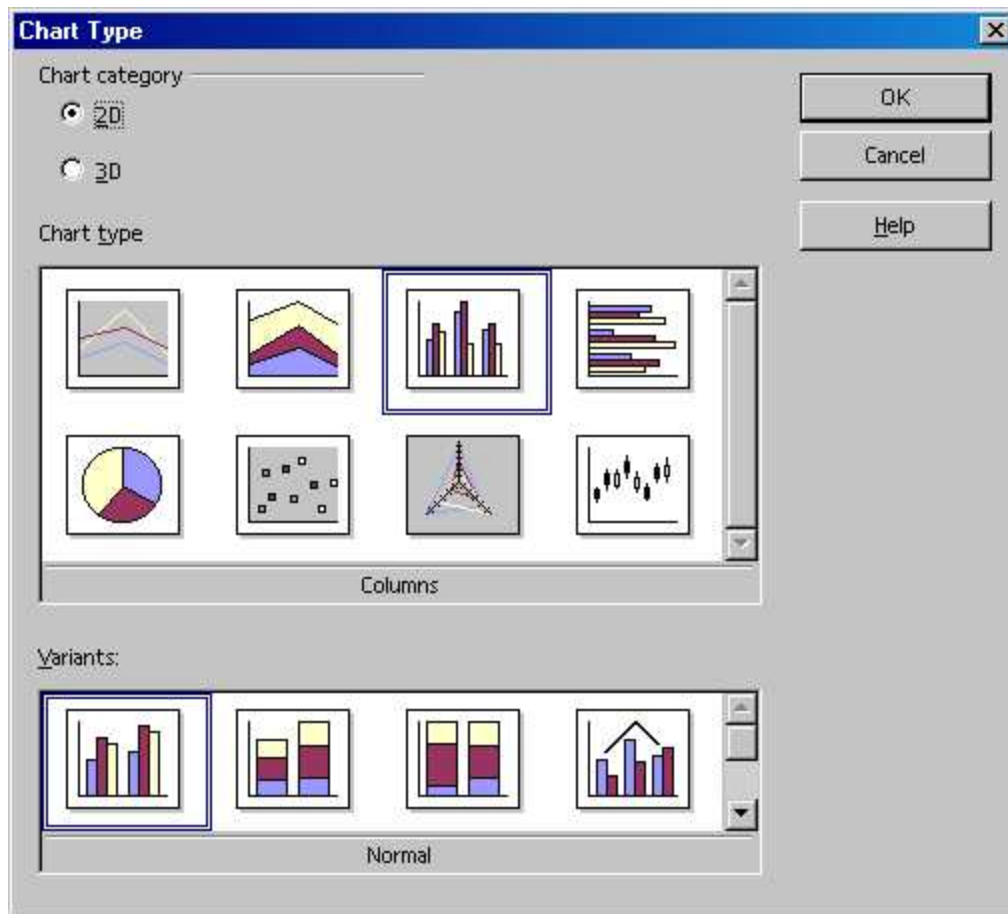 Chart Type
Chart category
2D
3D
OK
Cancel
Help
Chart type
Columns
Variants:
Normal